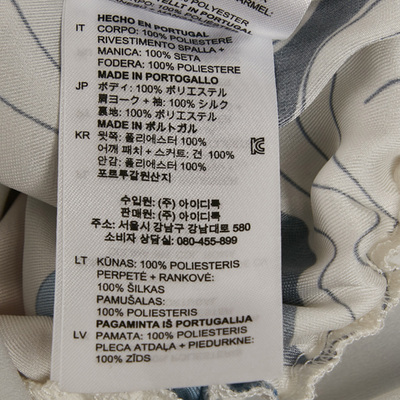 POLYESTER
HECHO EN PORTUGAL
IT CORPO: 100% POLIESTERE
RIVESTIMENTO SPALLA +
MANICA: 100% SETA
FODERA: 100% POLIESTERE
MADE IN PORTOGALLO
JP ボディ: 100% ポリエステル
胸ヨーク + 袖: 100% シルク
裏地: 100% ポリエステル
MADE IN ポルトガル
KR 윗쪽: 폴리에스터 100%
어깨 패치 + 스커트: 견 100%
안감: 폴리에스터 100%
포르투갈원산지
수입원: (주) 아이디룩
판매원: (주) 아이디룩
주소: 서울시 강남구 강남대로 580
소비자 상담실: 080-455-899
LT KŪNAS: 100% POLIESTERIS
PERPETĖ + RANKOVĖ:
100% ŠILKAS
PAMUŠALAS:
100% POLIESTERIS
PAGAMINTA IŠ PORTUGALIJA
LV PAMATA: 100% POLIESTERIS
PLECA ATDAĻA + PIEDURKNE:
100% ZĪDS